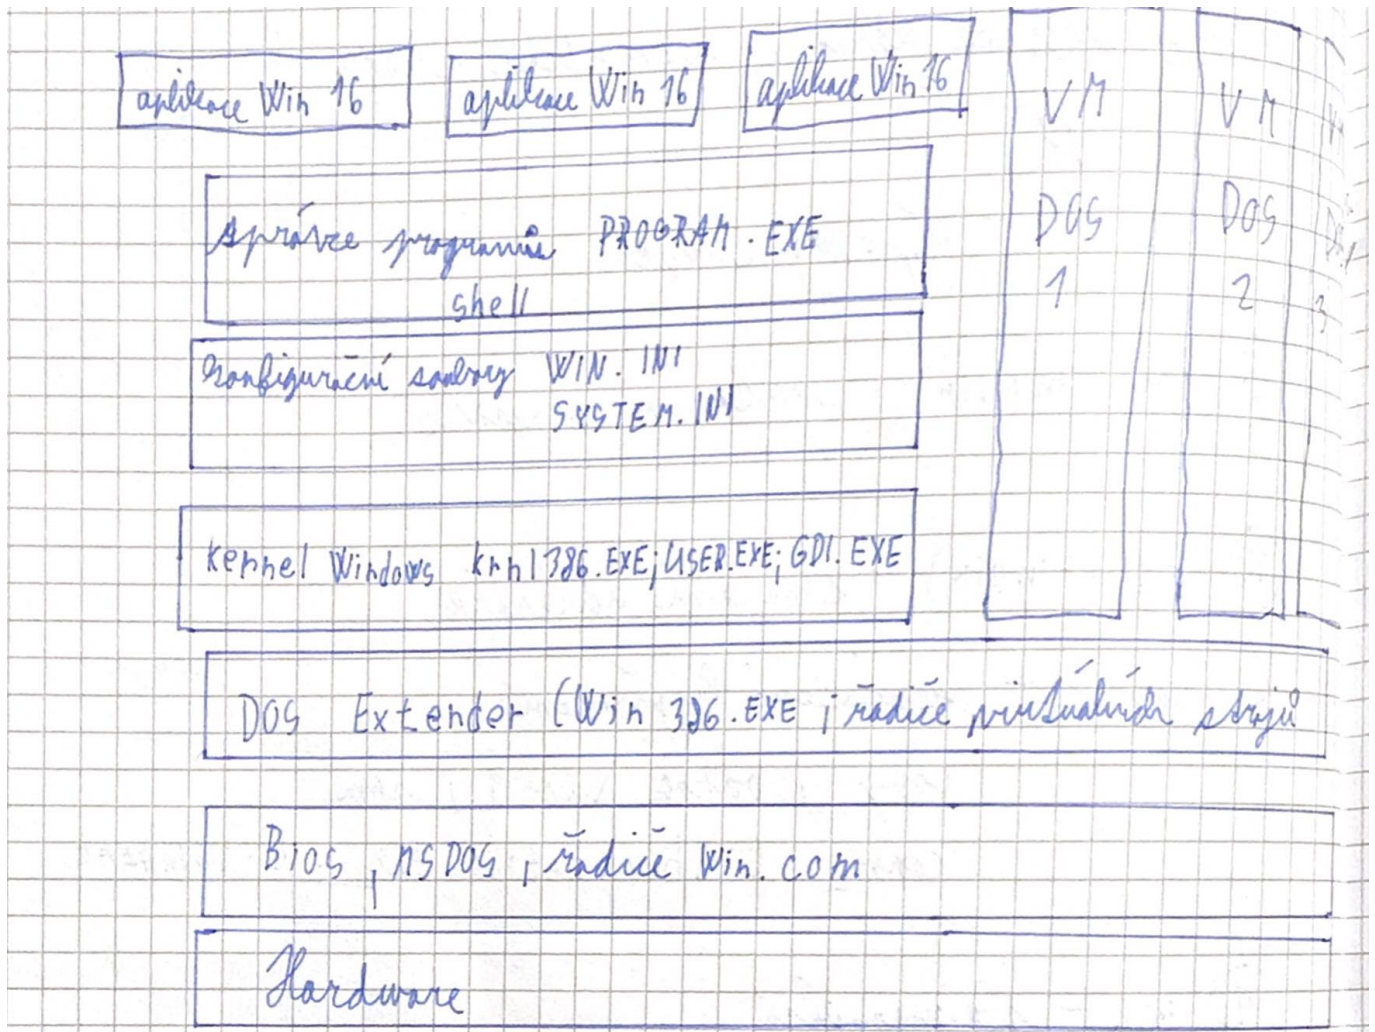 aplikace Win 16
aplikace Win 16
aplikace Win 16
VM
DOS
1
VM
DOS
2
3
správce programů PROGRAM.EXE
shell
Konfigurační soubory WIN.INI
SYSTEM.INI
Kernel Windows krnl386.EXE; USER.EXE; GDI.EXE
DOS Extender (Win 386.EXE ; řadiče virtuálních strojů
Bios, MSDOS, řadiče Win.com
Hardware